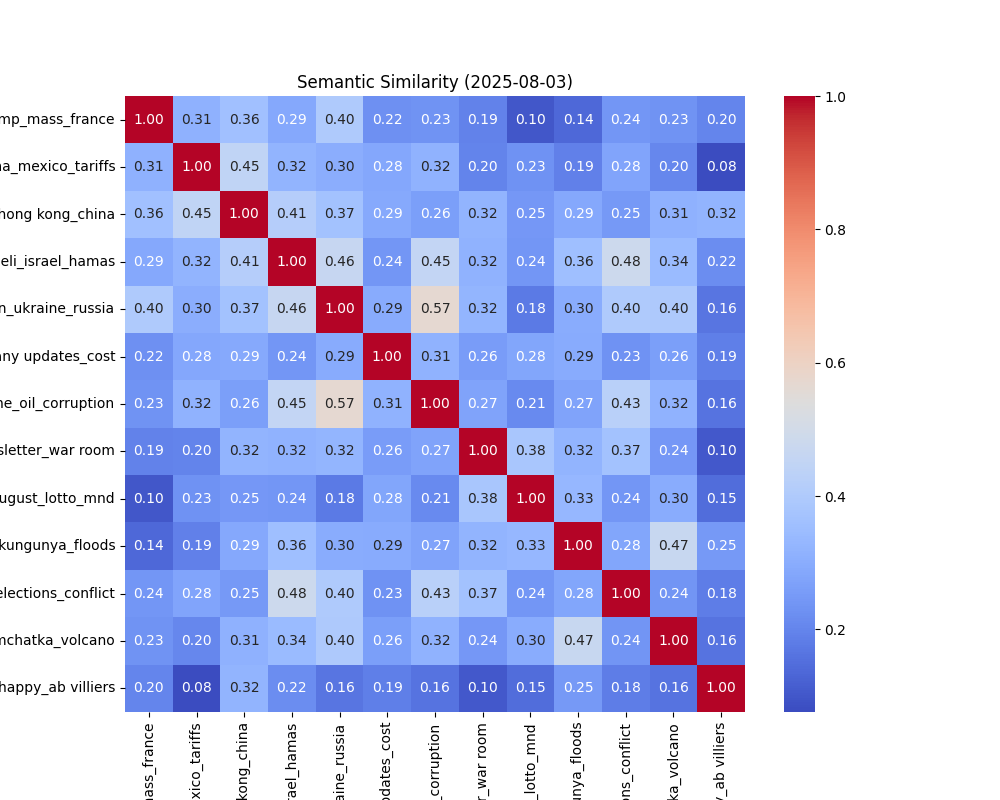 Semantic Similarity (2025-08-03)
mp_mass_france 1.00 0.31 0.36 0.29 0.40 0.22 0.23 0.19 0.10 0.14 0.24 0.23 0.20
na_mexico_tariffs 0.31 1.00 0.45 0.32 0.30 0.28 0.32 0.20 0.23 0.19 0.28 0.20 0.08
hong kong_china 0.36 0.45 1.00 0.41 0.37 0.29 0.26 0.32 0.25 0.29 0.25 0.31 0.32
eli_israel_hamas 0.29 0.32 0.41 1.00 0.46 0.24 0.45 0.32 0.24 0.36 0.48 0.34 0.22
n_ukraine_russia 0.40 0.30 0.37 0.46 1.00 0.29 0.57 0.32 0.18 0.30 0.40 0.40 0.16
any updates_cost 0.22 0.28 0.29 0.24 0.29 1.00 0.31 0.26 0.28 0.29 0.23 0.26 0.19
ne_oil_corruption 0.23 0.32 0.26 0.45 0.57 0.31 1.00 0.27 0.21 0.27 0.43 0.32 0.16
sletter_war room 0.19 0.20 0.32 0.32 0.32 0.26 0.27 1.00 0.38 0.32 0.37 0.24 0.10
ugust_lotto_mnd 0.10 0.23 0.25 0.24 0.18 0.28 0.21 0.38 1.00 0.33 0.24 0.30 0.15
kungunya_floods 0.14 0.19 0.29 0.36 0.30 0.29 0.27 0.32 0.33 1.00 0.28 0.47 0.25
elections_conflict 0.24 0.28 0.25 0.48 0.40 0.23 0.43 0.37 0.24 0.28 1.00 0.24 0.18
mchatka_volcano 0.23 0.20 0.31 0.34 0.40 0.26 0.32 0.24 0.30 0.47 0.24 1.00 0.16
happy_ab villiers 0.20 0.08 0.32 0.22 0.16 0.19 0.16 0.10 0.15 0.25 0.18 0.16 1.00
ass_france
xico_tariffs
kong_china
rael_hamas
aine_russia
pdates_cost
_corruption
r_war room
_lotto_mnd
unya_floods
ons_conflict
ka_volcano
y_ab villiers
1.0
0.8
0.6
0.4
0.2